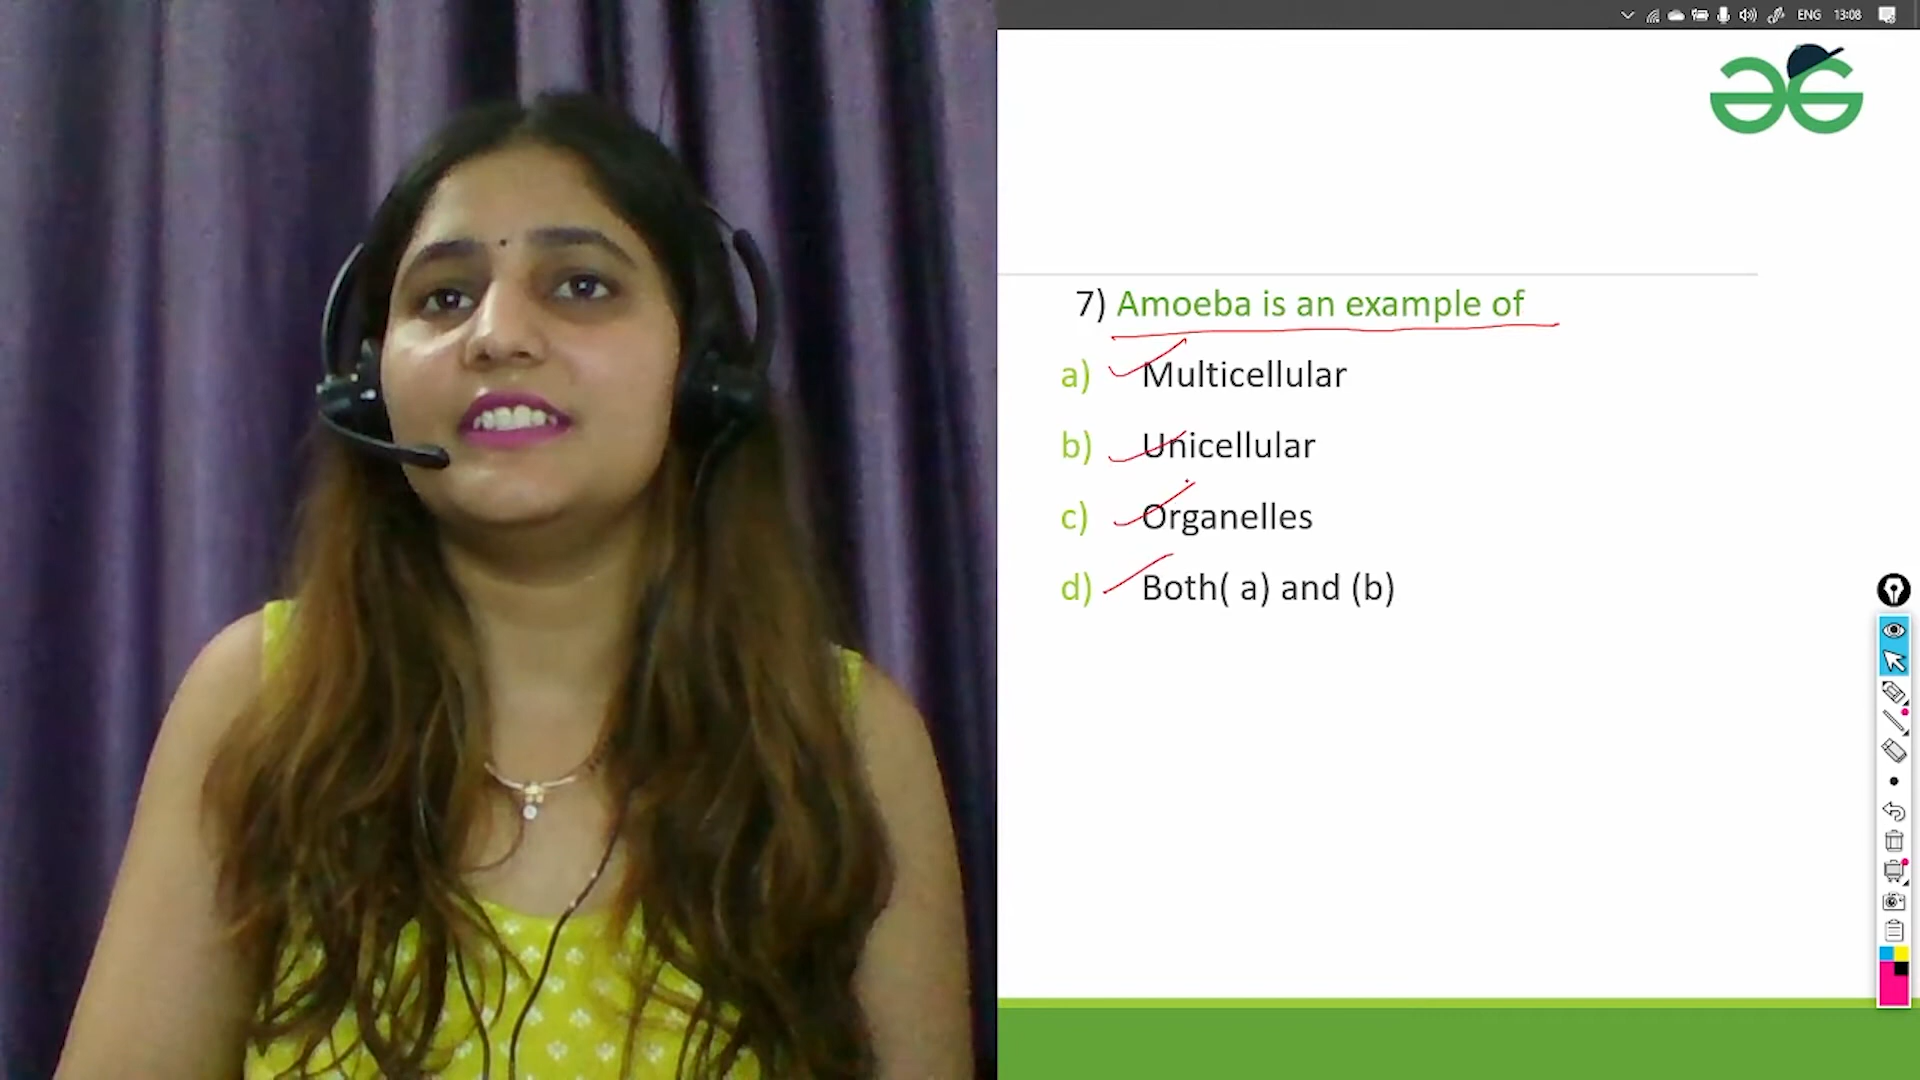 ENG 13:08
7) Amoeba is an example of
a) Multicellular
b) Unicellular
c) Organelles
d) Both( a) and (b)